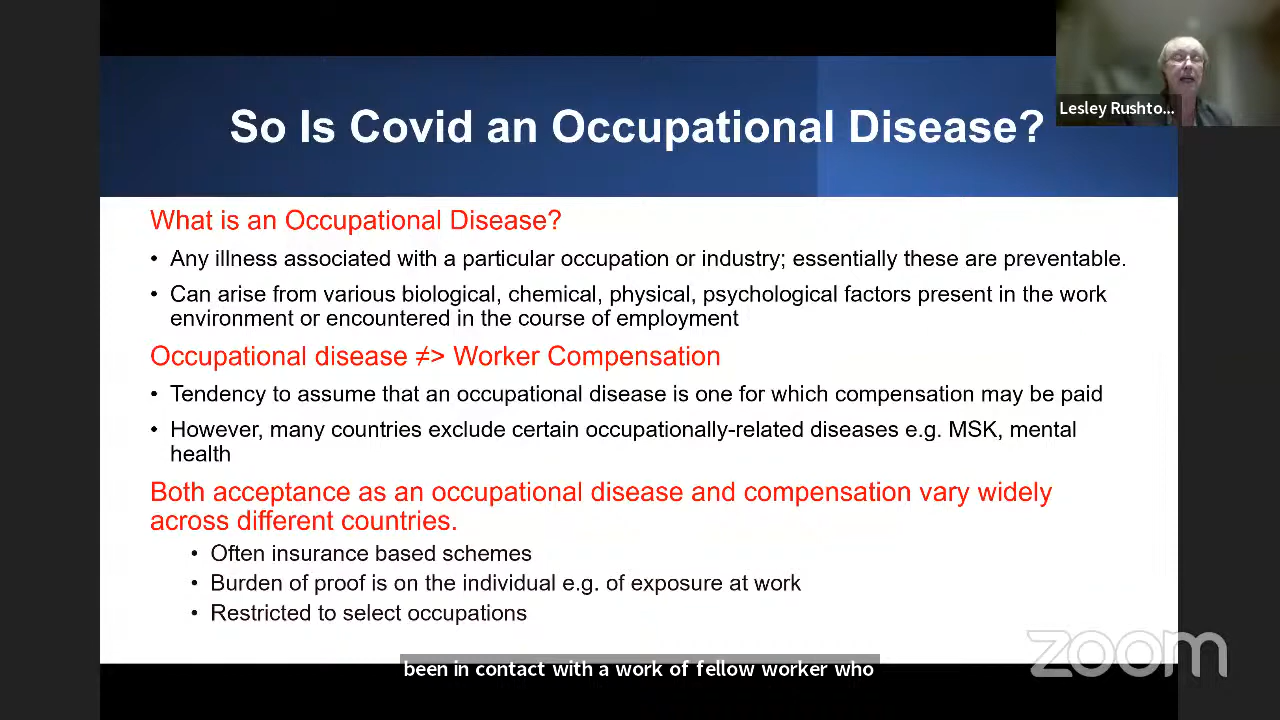 So Is Covid an Occupational Disease?
Lesley Rushto...
What is an Occupational Disease?
• Any illness associated with a particular occupation or industry; essentially these are preventable.
• Can arise from various biological, chemical, physical, psychological factors present in the work
environment or encountered in the course of employment
Occupational disease ≠> Worker Compensation
• Tendency to assume that an occupational disease is one for which compensation may be paid
• However, many countries exclude certain occupationally-related diseases e.g. MSK, mental
health
Both acceptance as an occupational disease and compensation vary widely
across different countries.
• Often insurance based schemes
• Burden of proof is on the individual e.g. of exposure at work
• Restricted to select occupations
zoom
been in contact with a work of fellow worker who